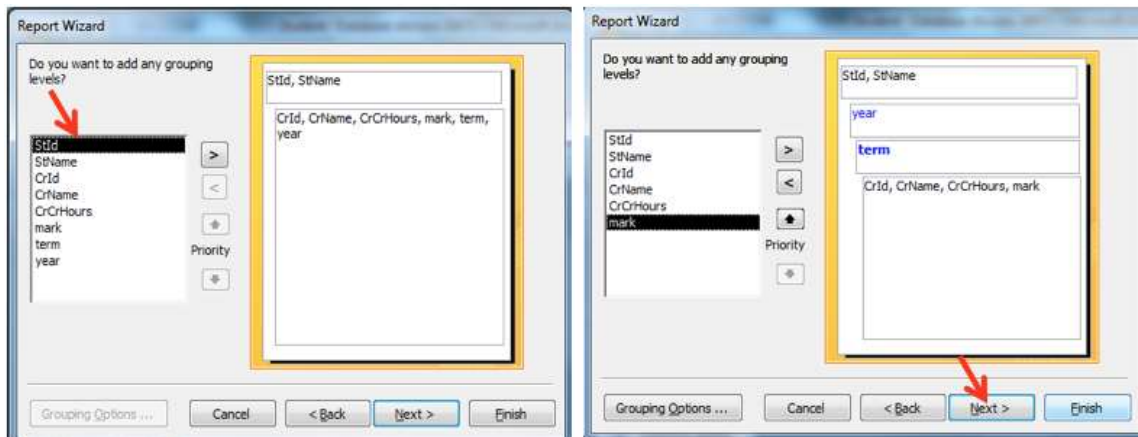 Report Wizard
Do you want to add any grouping
levels?
StId
StName
CrId
CrName
CrCrHours
mark
term
year
>
<
Priority
StId, StName
CrId, CrName, CrCrHours, mark, term,
year
Grouping Options ...
Cancel
< Back
Next >
Finish
Report Wizard
Do you want to add any grouping
levels?
StId
StName
CrId
CrName
CrCrHours
mark
>
<
Priority
StId, StName
year
term
CrId, CrName, CrCrHours, mark
Grouping Options ...
Cancel
< Back
Next >
Finish